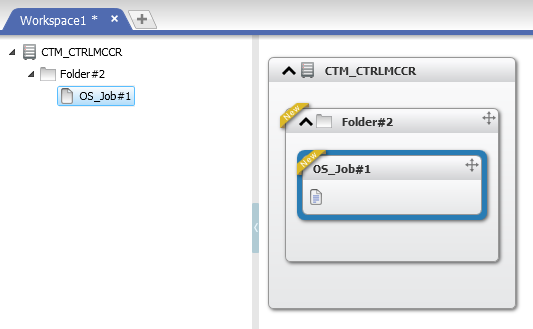 Workspace1 *
CTM_CTRLMCCR
Folder#2
OS_Job#1
CTM_CTRLMCCR
New
Folder#2
New
OS_Job#1